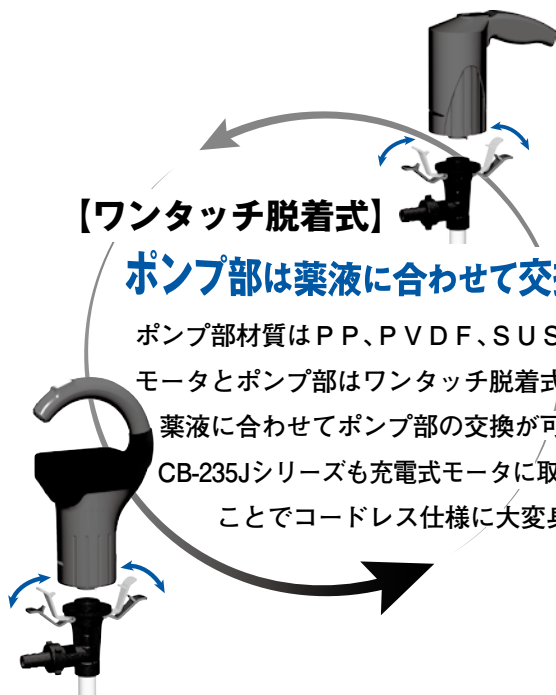 【ワンタッチ脱着式】
ポンプ部は薬液に合わせて交
ポンプ部材質はＰＰ、ＰＶＤＦ、ＳＵＳ
モータとポンプ部はワンタッチ脱着式
薬液に合わせてポンプ部の交換が可
CB-235Jシリーズも充電式モータに取
ことでコードレス仕様に大変身